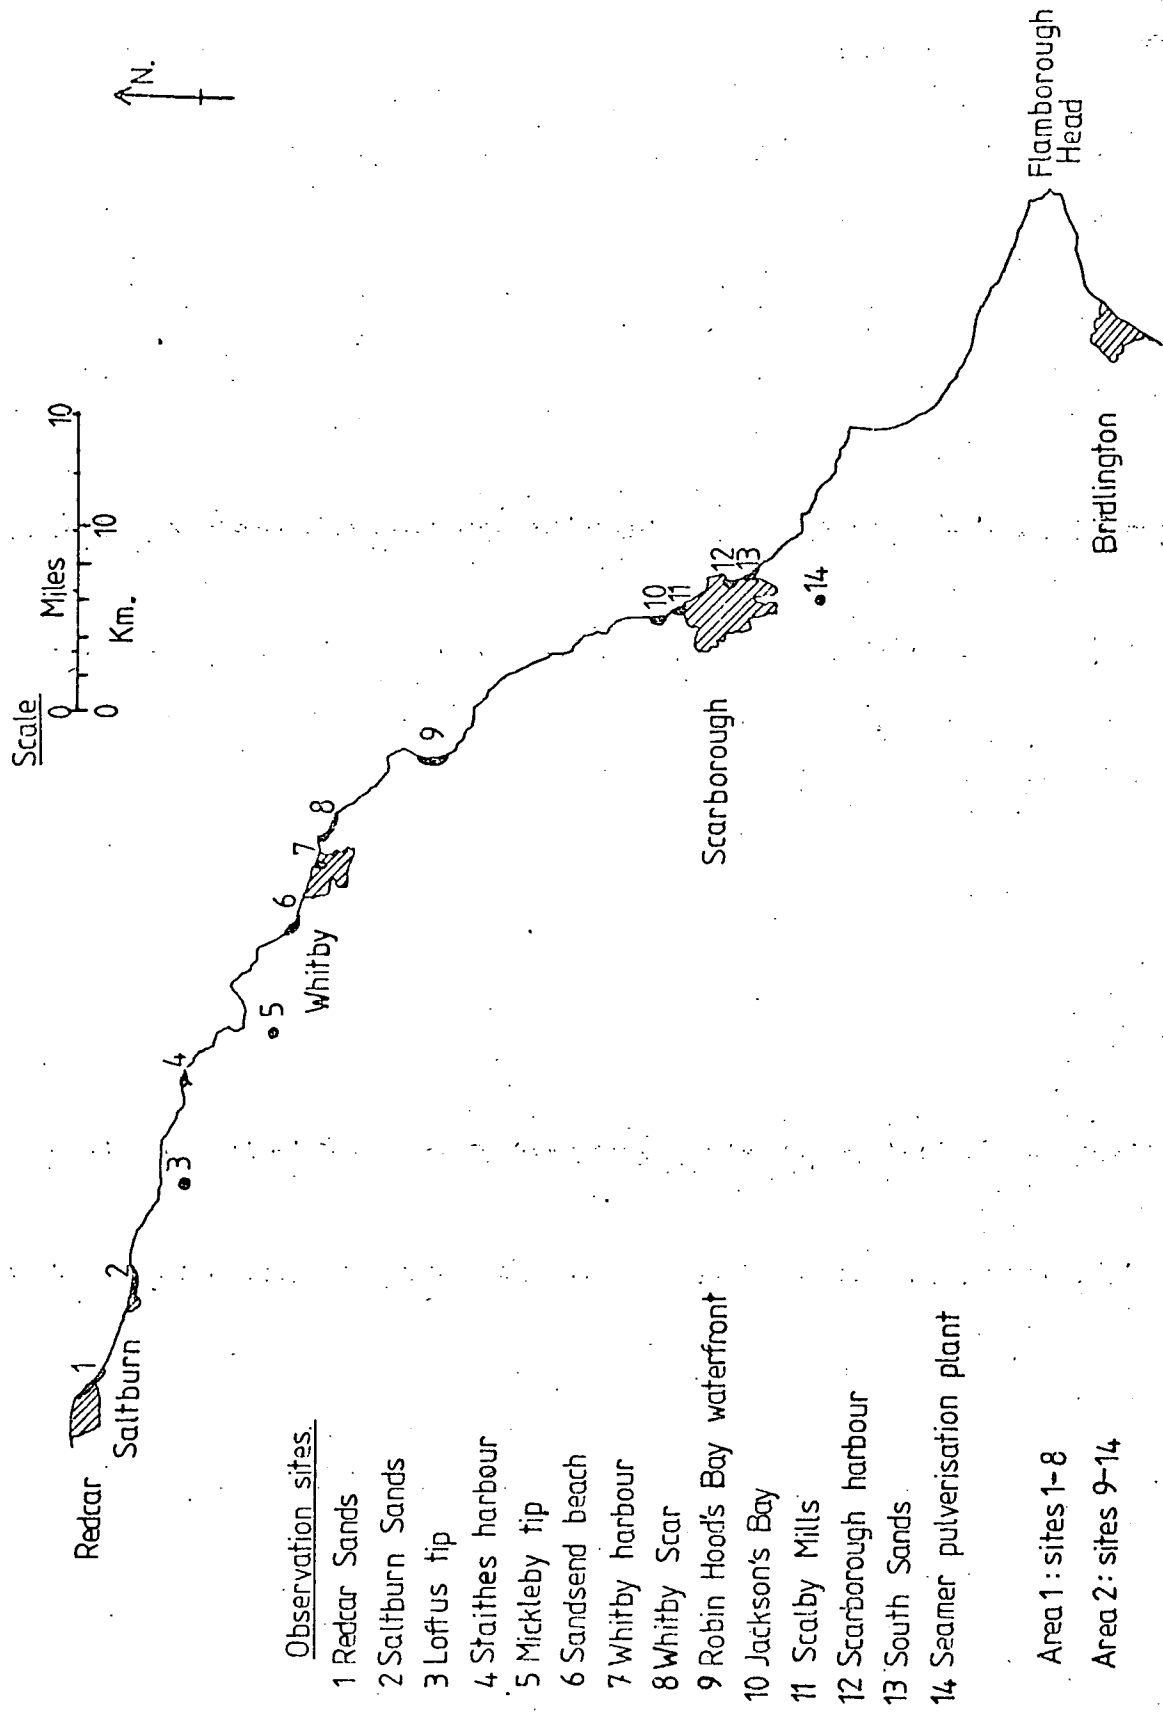 Scale
0 Miles 10
0 Km. 10
N.
Redcar
1
Saltburn
2
3
4
5
6
Whitby
7
8
9
Scarborough
10
11
12
13
14
Flamborough
Head
Bridlington
Observation sites.
1 Redcar Sands
2 Saltburn Sands
3 Loftus tip
4 Staithes harbour
5 Mickleby tip
6 Sandsend beach
7 Whitby harbour
8 Whitby Scar
9 Robin Hood's Bay waterfront
10 Jackson's Bay
11 Scalby Mills
12 Scarborough harbour
13 South Sands
14 Seamer pulverisation plant
Area 1 : sites 1-8
Area 2 : sites 9-14